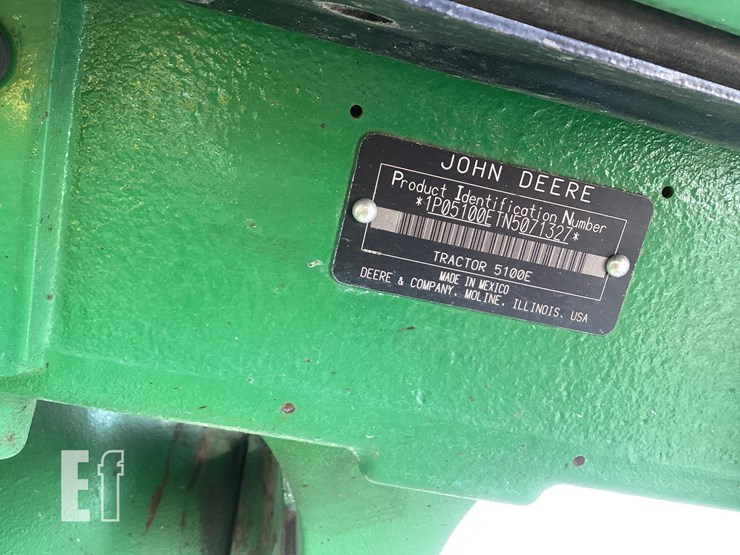 JOHN DEERE
Product Identification Number
*1P05100ETN5071327*
TRACTOR 5100E
MADE IN MEXICO
DEERE & COMPANY, MOLINE, ILLINOIS, USA
Ef